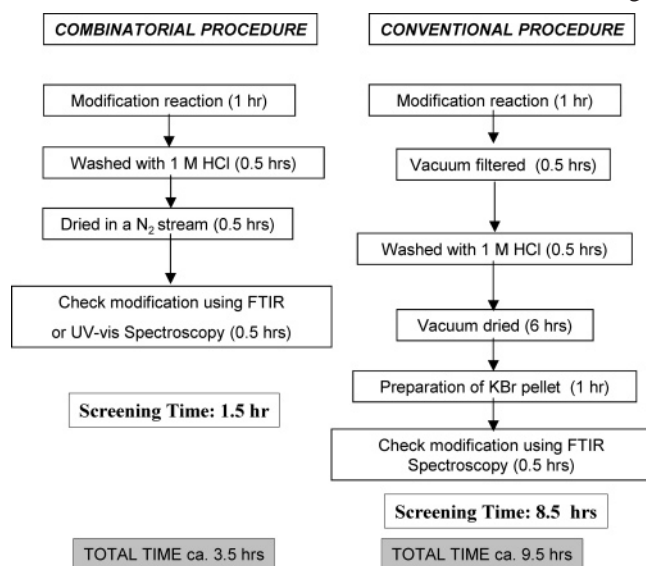 COMBINATORIAL PROCEDURE
Modification reaction (1 hr)
Washed with 1 M HCl (0.5 hrs)
Dried in a N₂ stream (0.5 hrs)
Check modification using FTIR
or UV-vis Spectroscopy (0.5 hrs)
Screening Time: 1.5 hr
TOTAL TIME ca. 3.5 hrs
CONVENTIONAL PROCEDURE
Modification reaction (1 hr)
Vacuum filtered (0.5 hrs)
Washed with 1 M HCl (0.5 hrs)
Vacuum dried (6 hrs)
Preparation of KBr pellet (1 hr)
Check modification using FTIR
Spectroscopy (0.5 hrs)
Screening Time: 8.5 hrs
TOTAL TIME ca. 9.5 hrs